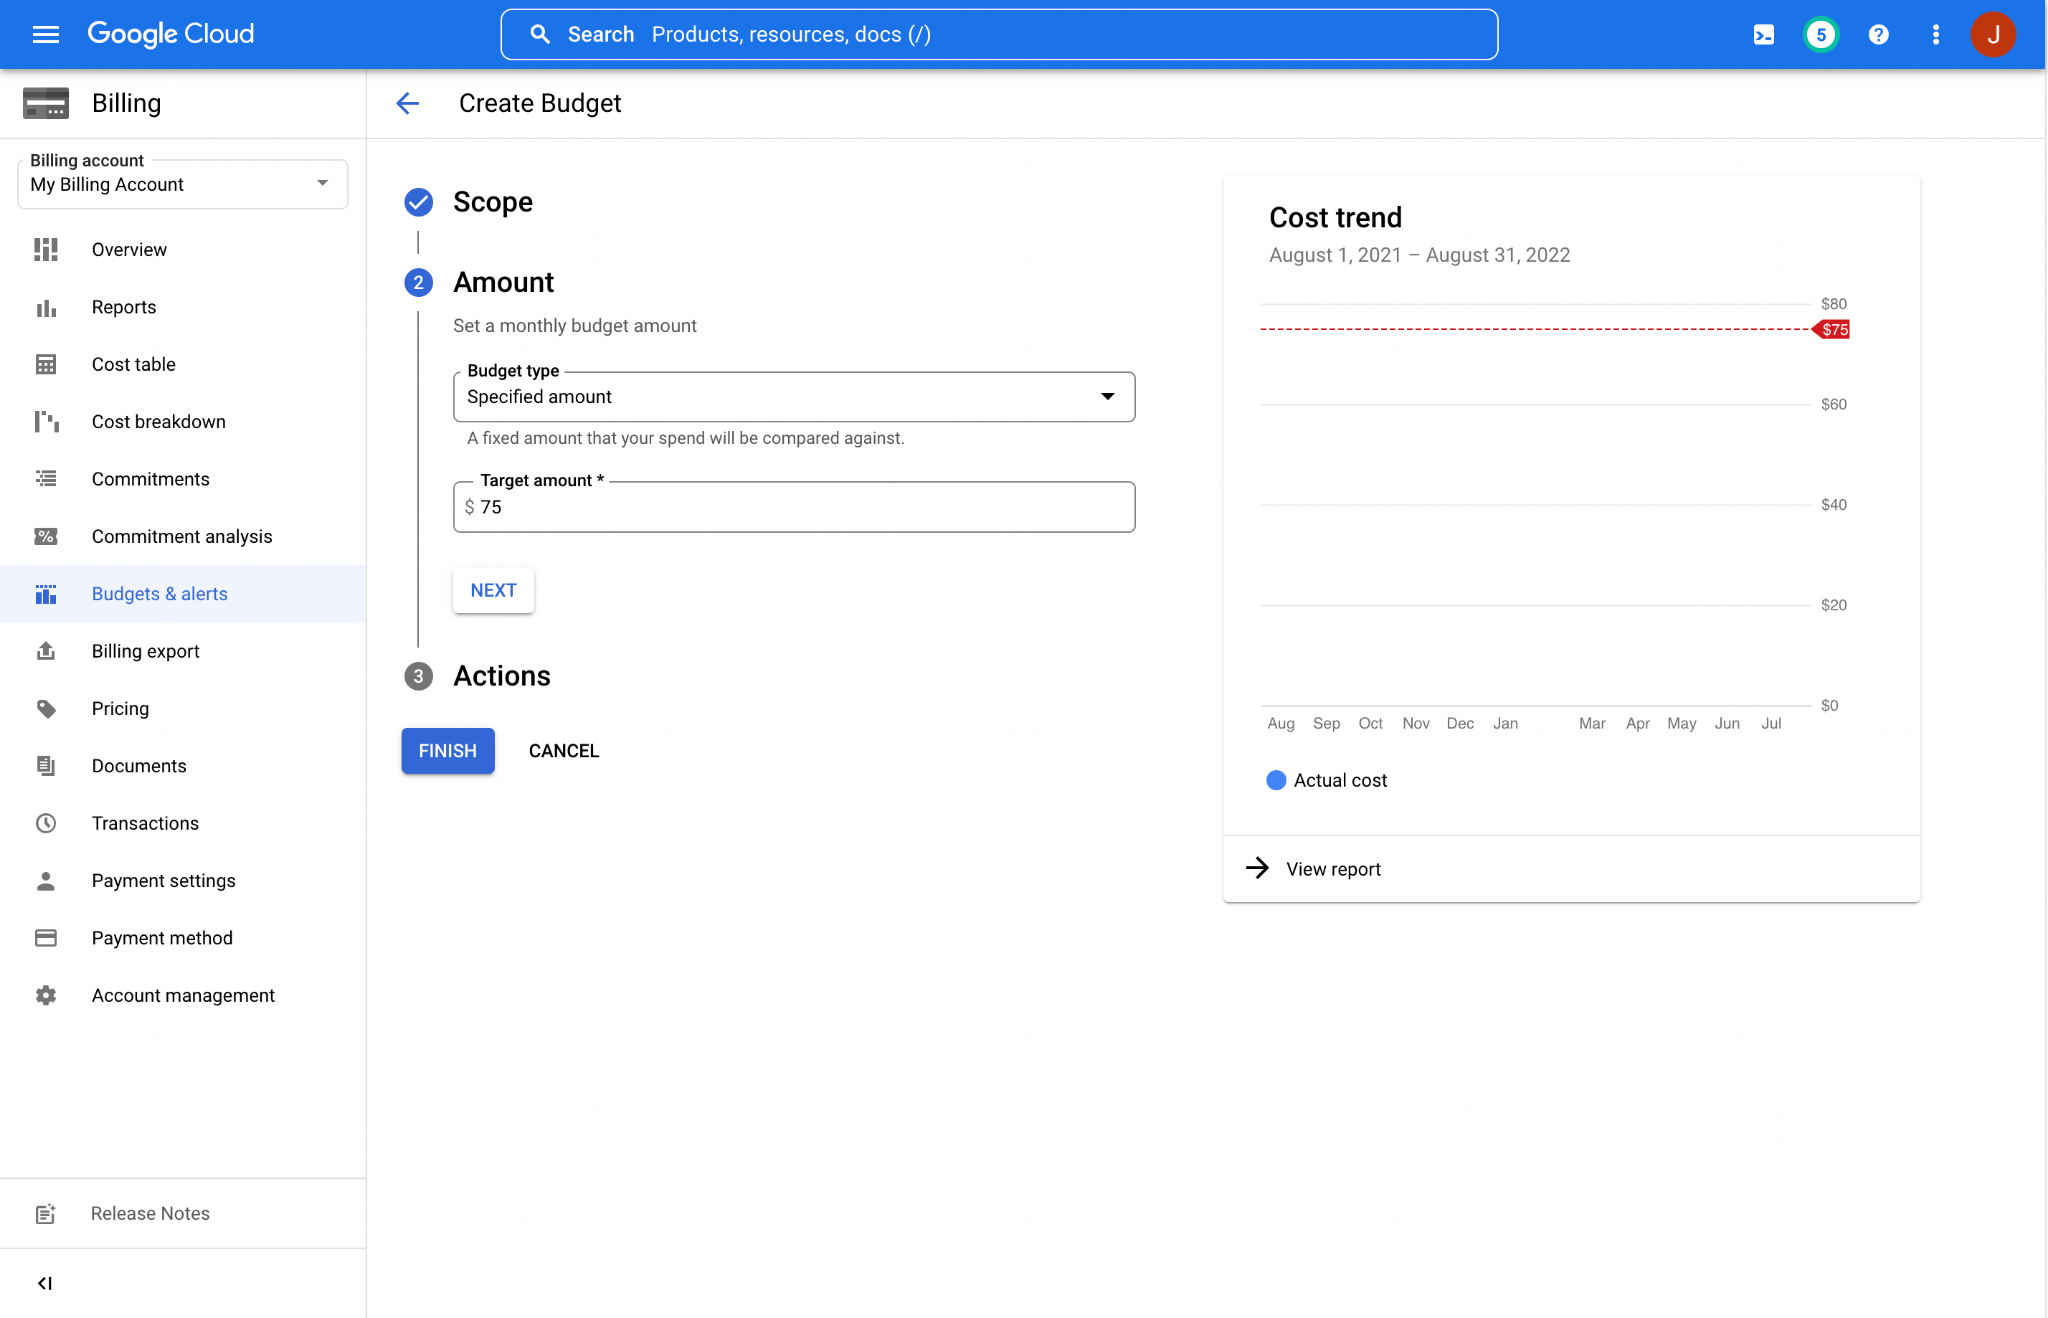 Google Cloud
Search Products, resources, docs (/)
5
?
J
Billing
Create Budget
Billing account
My Billing Account
Overview
Reports
Cost table
Cost breakdown
Commitments
%
Commitment analysis
Budgets & alerts
Billing export
Pricing
Documents
Transactions
Payment settings
Payment method
Account management
Release Notes
Scope
2 Amount
Set a monthly budget amount
Budget type
Specified amount
A fixed amount that your spend will be compared against.
Target amount *
$ 75
NEXT
3 Actions
FINISH CANCEL
Cost trend
August 1, 2021 – August 31, 2022
$80
$75
$60
$40
$20
$0
Aug Sep Oct Nov Dec Jan Mar Apr May Jun Jul
Actual cost
View report